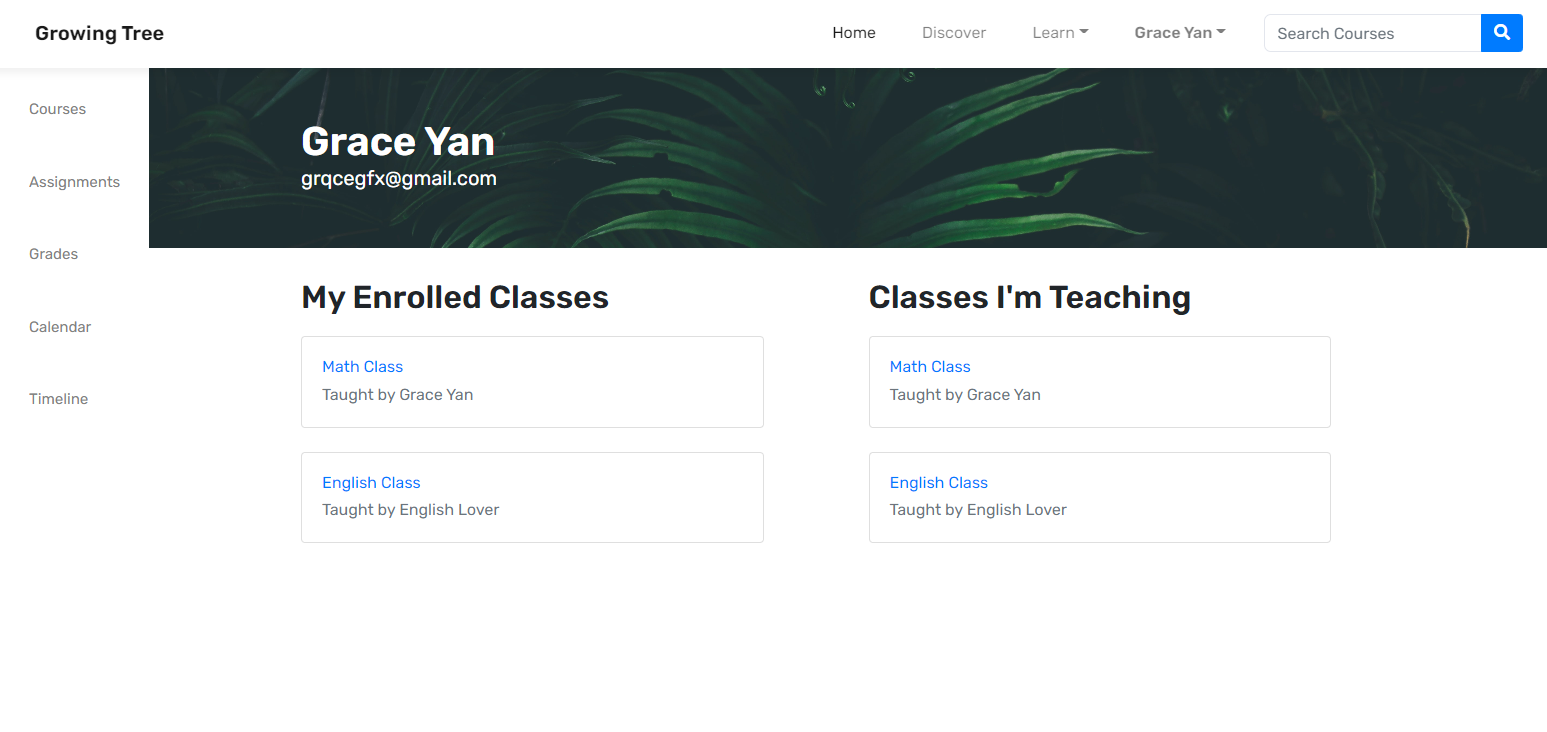 Growing Tree
Home
Discover
Learn
Grace Yan
Search Courses
Courses
Assignments
Grades
Calendar
Timeline
Grace Yan
grqcegfx@gmail.com
My Enrolled Classes
Math Class
Taught by Grace Yan
English Class
Taught by English Lover
Classes I'm Teaching
Math Class
Taught by Grace Yan
English Class
Taught by English Lover